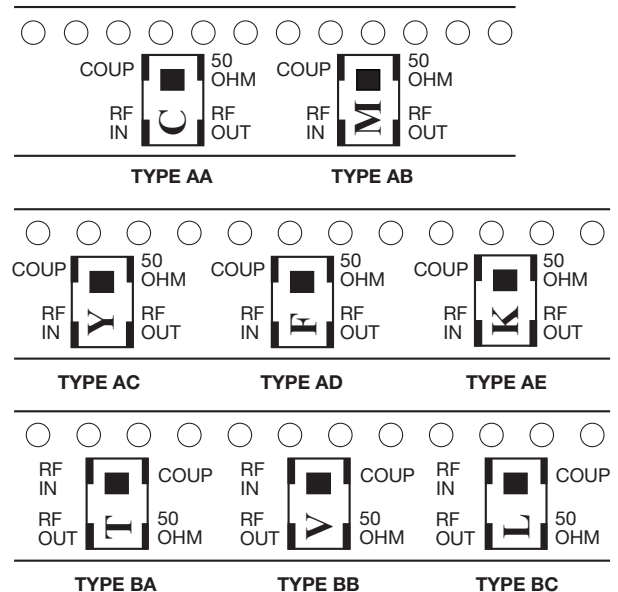 COUP
50
OHM
C
RF
IN
RF
OUT
TYPE AA
COUP
50
OHM
M
RF
IN
RF
OUT
TYPE AB
COUP
50
OHM
Y
RF
IN
RF
OUT
TYPE AC
COUP
50
OHM
F
RF
IN
RF
OUT
TYPE AD
COUP
50
OHM
K
RF
IN
RF
OUT
TYPE AE
RF
IN
COUP
T
RF
OUT
50
OHM
TYPE BA
RF
IN
COUP
V
RF
OUT
50
OHM
TYPE BB
RF
IN
COUP
L
RF
OUT
50
OHM
TYPE BC